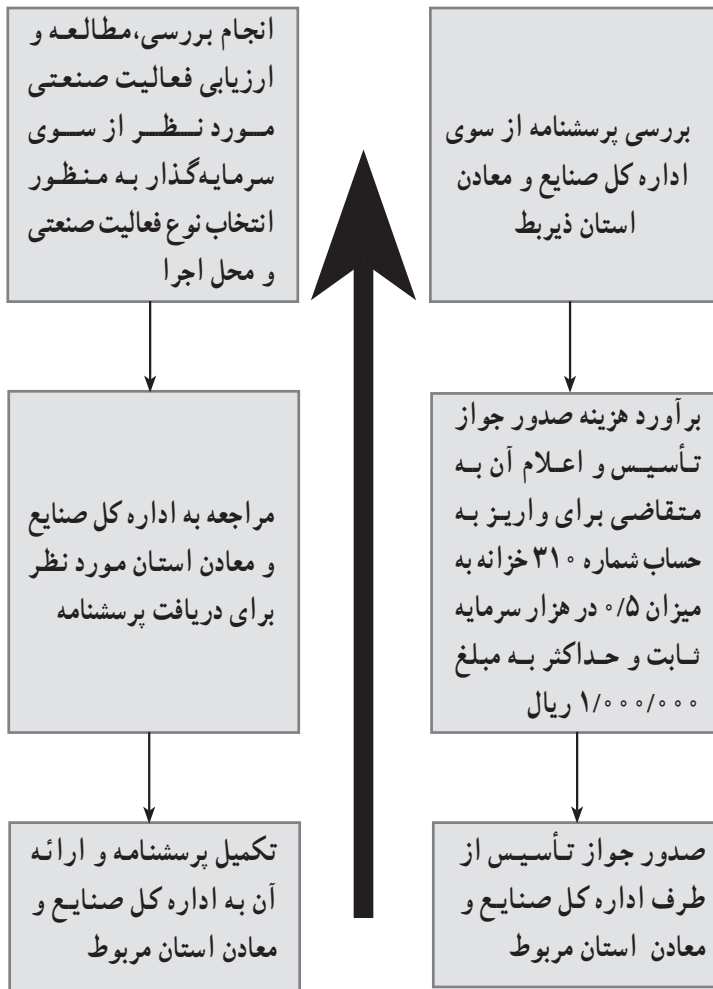 انجام بررسی،مطالعه و
ارزیابی فعالیت صنعتی
مورد نظر از سوی
سرمایه‌گذار به منظور
انتخاب نوع فعالیت صنعتی
و محل اجرا
مراجعه به اداره کل صنایع
و معادن استان مورد نظر
برای دریافت پرسشنامه
تکمیل پرسشنامه و ارائه
آن به اداره کل صنایع و
معادن استان مربوط
بررسی پرسشنامه از سوی
اداره کل صنایع و معادن
استان ذیربط
برآورد هزینه صدور جواز
تأسیس و اعلام آن به
متقاضی برای واریز به
حساب شماره ۳۱۰ خزانه به
میزان ۰/۵ در هزار سرمایه
ثابت و حداکثر به مبلغ
۱/۰۰۰/۰۰۰ ریال
صدور جواز تأسیس از
طرف اداره کل صنایع و
معادن استان مربوط